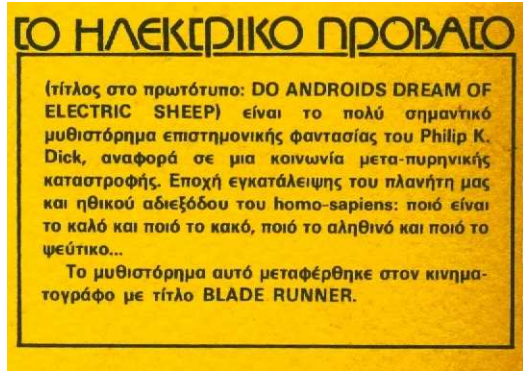 ΤΟ ΗΛΕΚΤΡΙΚΟ ΠΡΟΒΑΤΟ
(τίτλος στο πρωτότυπο: DO ANDROIDS DREAM OF
ELECTRIC SHEEP) είναι το πολύ σημαντικό
μυθιστόρημα επιστημονικής φαντασίας του Philip K.
Dick, αναφορά σε μια κοινωνία μετα-πυρηνικής
καταστροφής. Εποχή εγκατάλειψης του πλανήτη μας
και ηθικού αδιεξόδου του homo-sapiens: ποιό είναι
το καλό και ποιό το κακό, ποιό το αληθινό και ποιό το
ψεύτικο...
Το μυθιστόρημα αυτό μεταφέρθηκε στον κινημα-
τογράφο με τίτλο BLADE RUNNER.